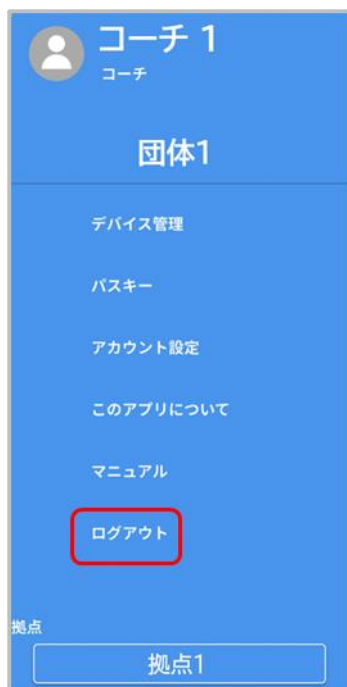 コーチ 1
コーチ
団体1
デバイス管理
パスキー
アカウント設定
このアプリについて
マニュアル
ログアウト
拠点
拠点1